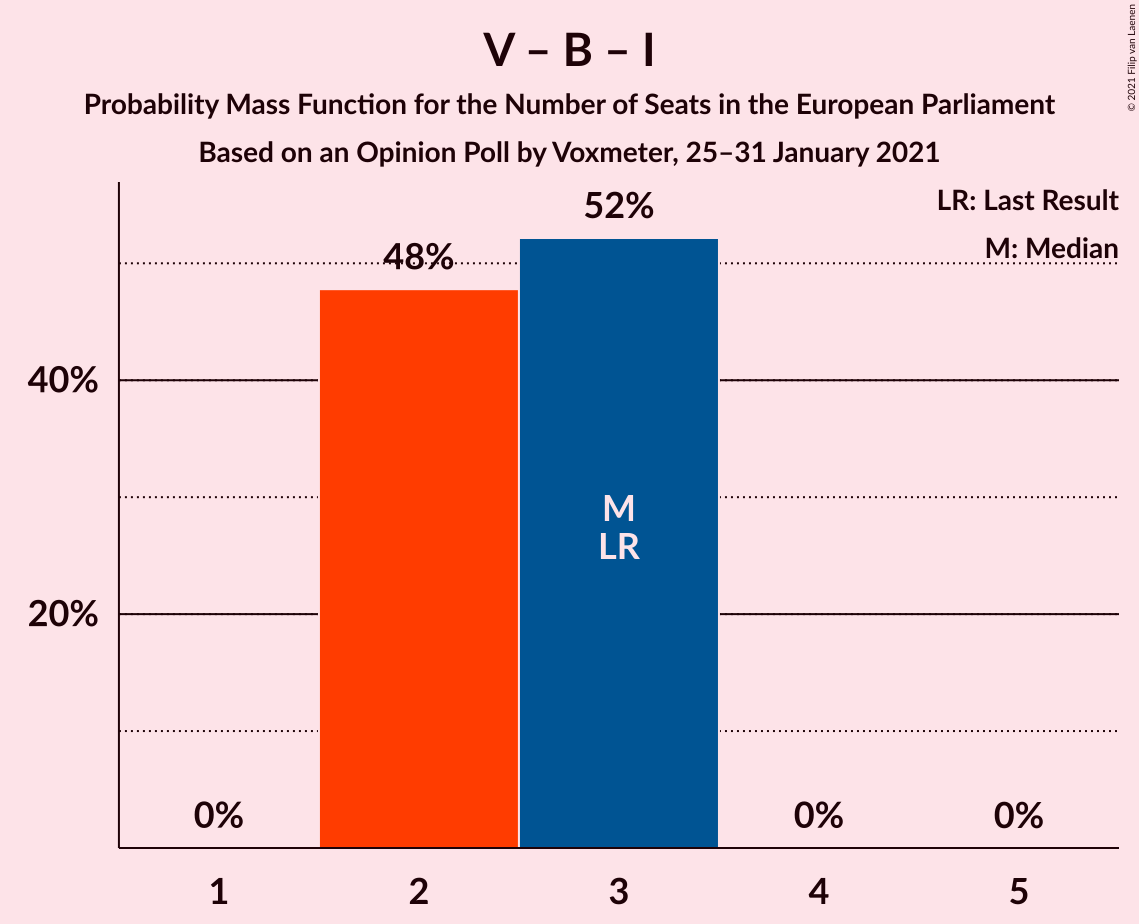 V – B – I
Probability Mass Function for the Number of Seats in the European Parliament
Based on an Opinion Poll by Voxmeter, 25–31 January 2021
© 2021 Filip van Laenen
LR: Last Result
M: Median
52%
48%
40%
20%
M
LR
0%
0%
0%
1
2
3
4
5